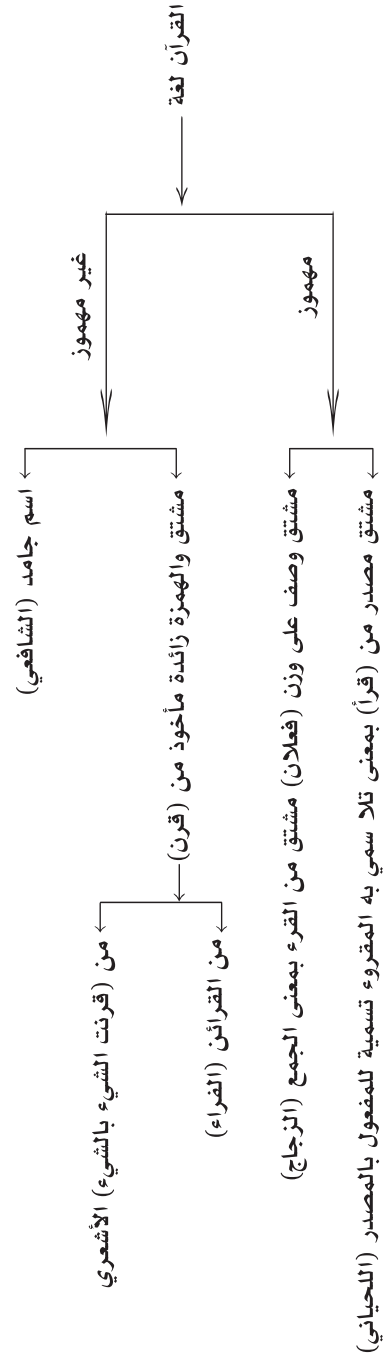 القرآن لغة
مهموز
غير مهموز
مشتق مصدر من (قرأ) بمعنى تلا سمي به المقروء تسمية للمفعول بالمصدر (اللحياني)
مشتق وصف على وزن (فعلان) مشتق من القرء بمعنى الجمع (الزجاج)
مشتق والهمزة زائدة مأخوذ من (قرن)
اسم جامد (الشافعي)
من القرائن (الفراء)
من (قرنت الشيء بالشيء) الأشعري